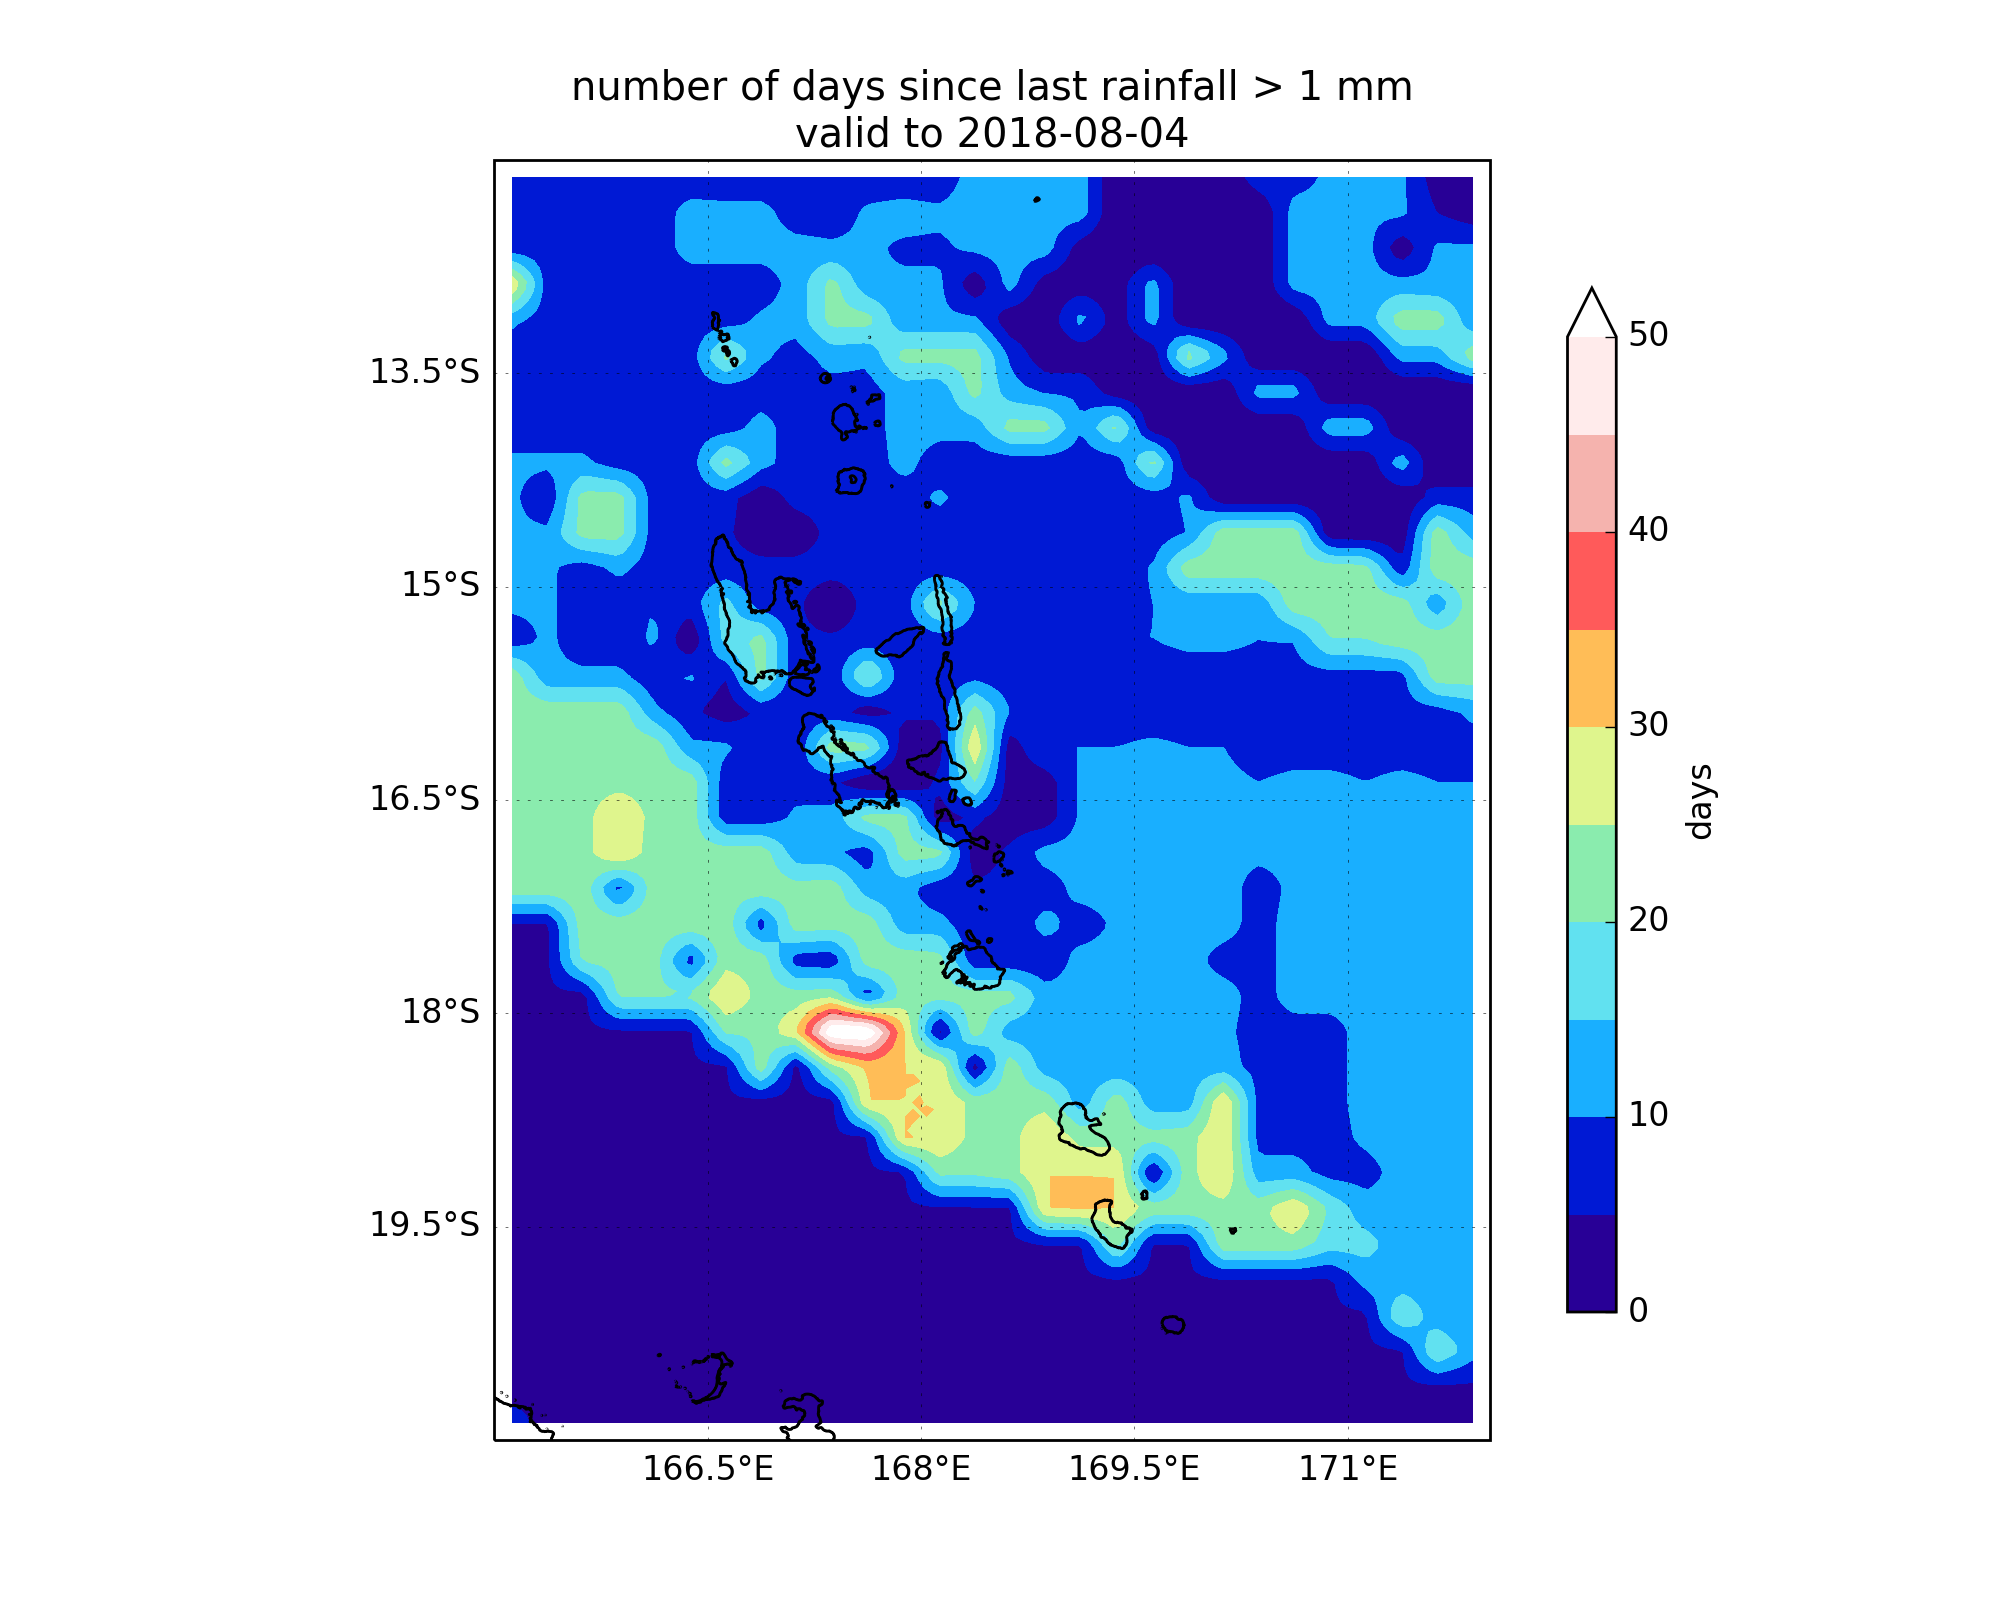 number of days since last rainfall > 1 mm
valid to 2018-08-04
13.5°S
15°S
16.5°S
18°S
19.5°S
166.5°E
168°E
169.5°E
171°E
50
40
30
20
10
0
days